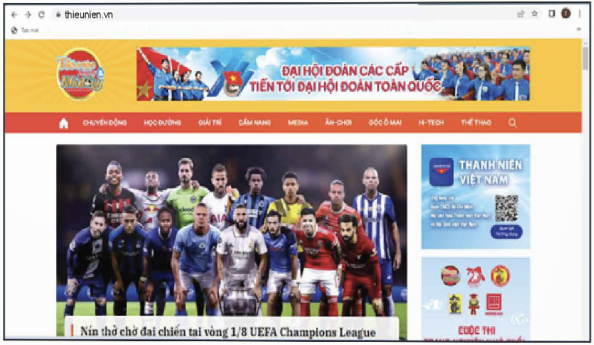 thieunien.vn
ĐẠI HỘI ĐOÀN CÁC CẤP
TIẾN TỚI ĐẠI HỘI ĐOÀN TOÀN QUỐC
CHUYỂN ĐỘNG HỌC ĐƯỜNG GIẢI TRÍ CẨM NANG MEDIA ĂN-CHƠI GÓC Ô MAI HI-TECH THỂ THAO
THANH NIÊN
VIỆT NAM
Nín thở chờ đại chiến tại vòng 1/8 UEFA Champions League
CUỘC THI